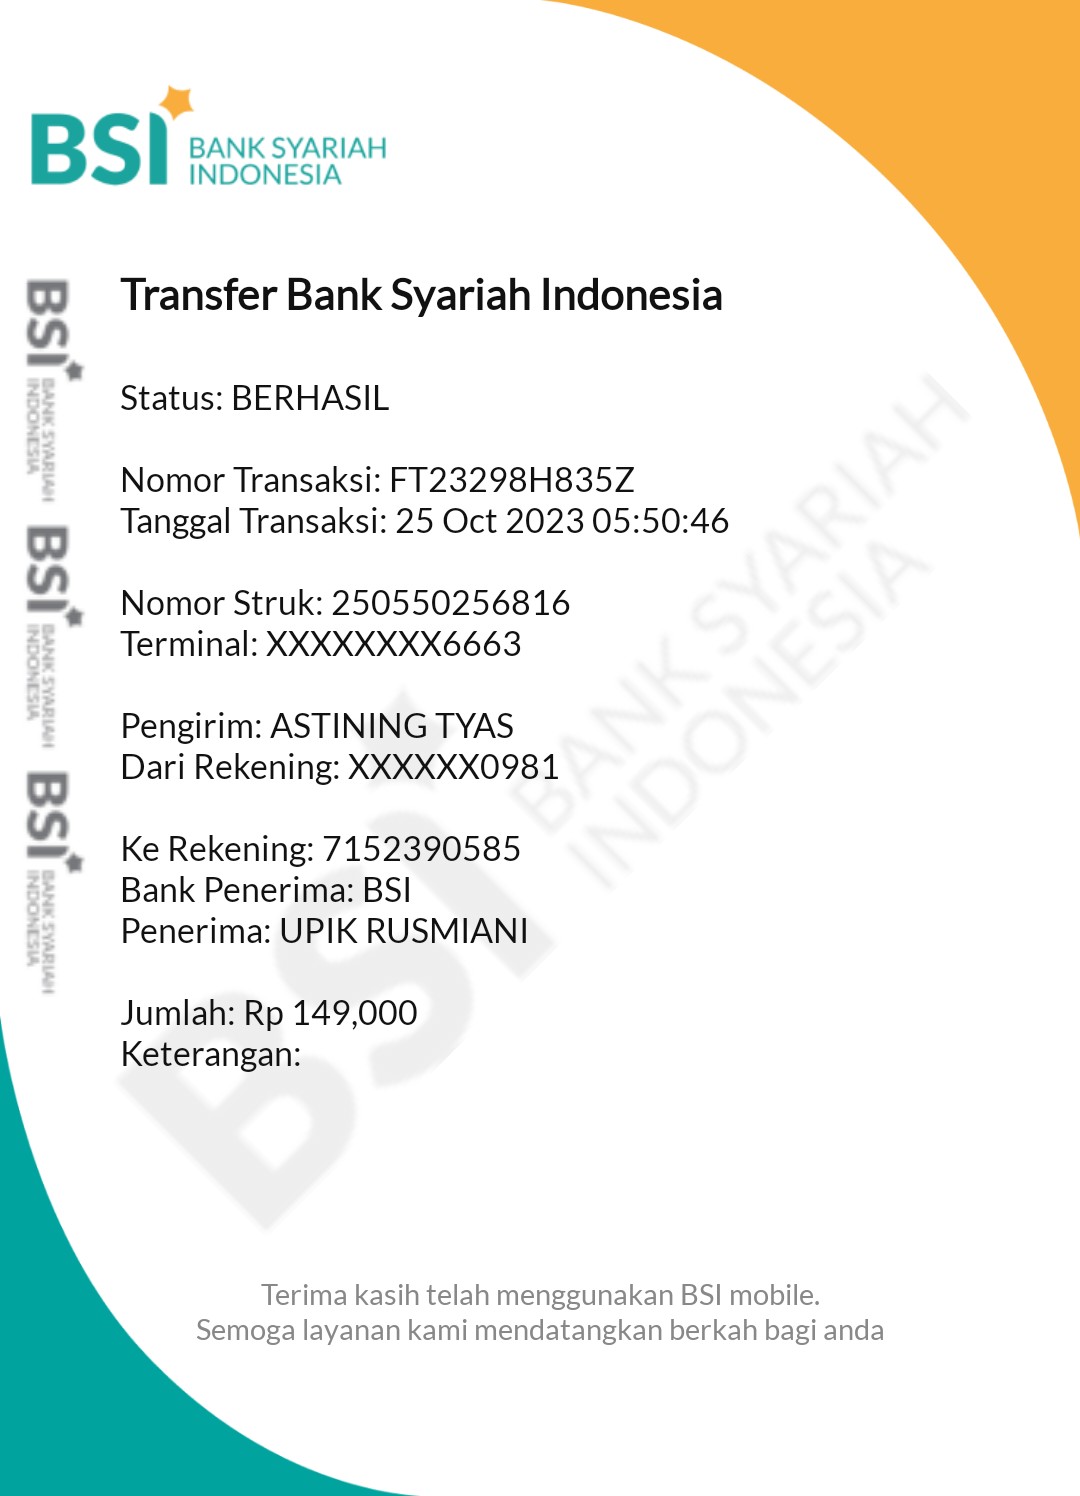 BSI BANK SYARIAH
INDONESIA
Transfer Bank Syariah Indonesia
Status: BERHASIL
Nomor Transaksi: FT23298H835Z
Tanggal Transaksi: 25 Oct 2023 05:50:46
Nomor Struk: 250550256816
Terminal: XXXXXXXX6663
Pengirim: ASTINING TYAS
Dari Rekening: XXXXXX0981
Ke Rekening: 7152390585
Bank Penerima: BSI
Penerima: UPIK RUSMIANI
Jumlah: Rp 149,000
Keterangan:
Terima kasih telah menggunakan BSI mobile.
Semoga layanan kami mendatangkan berkah bagi anda
BSI BANK SYARIAH
INDONESIA
BSI BANK SYARIAH
INDONESIA
BSI BANK SYARIAH
INDONESIA
BSI BANK SYARIAH
INDONESIA